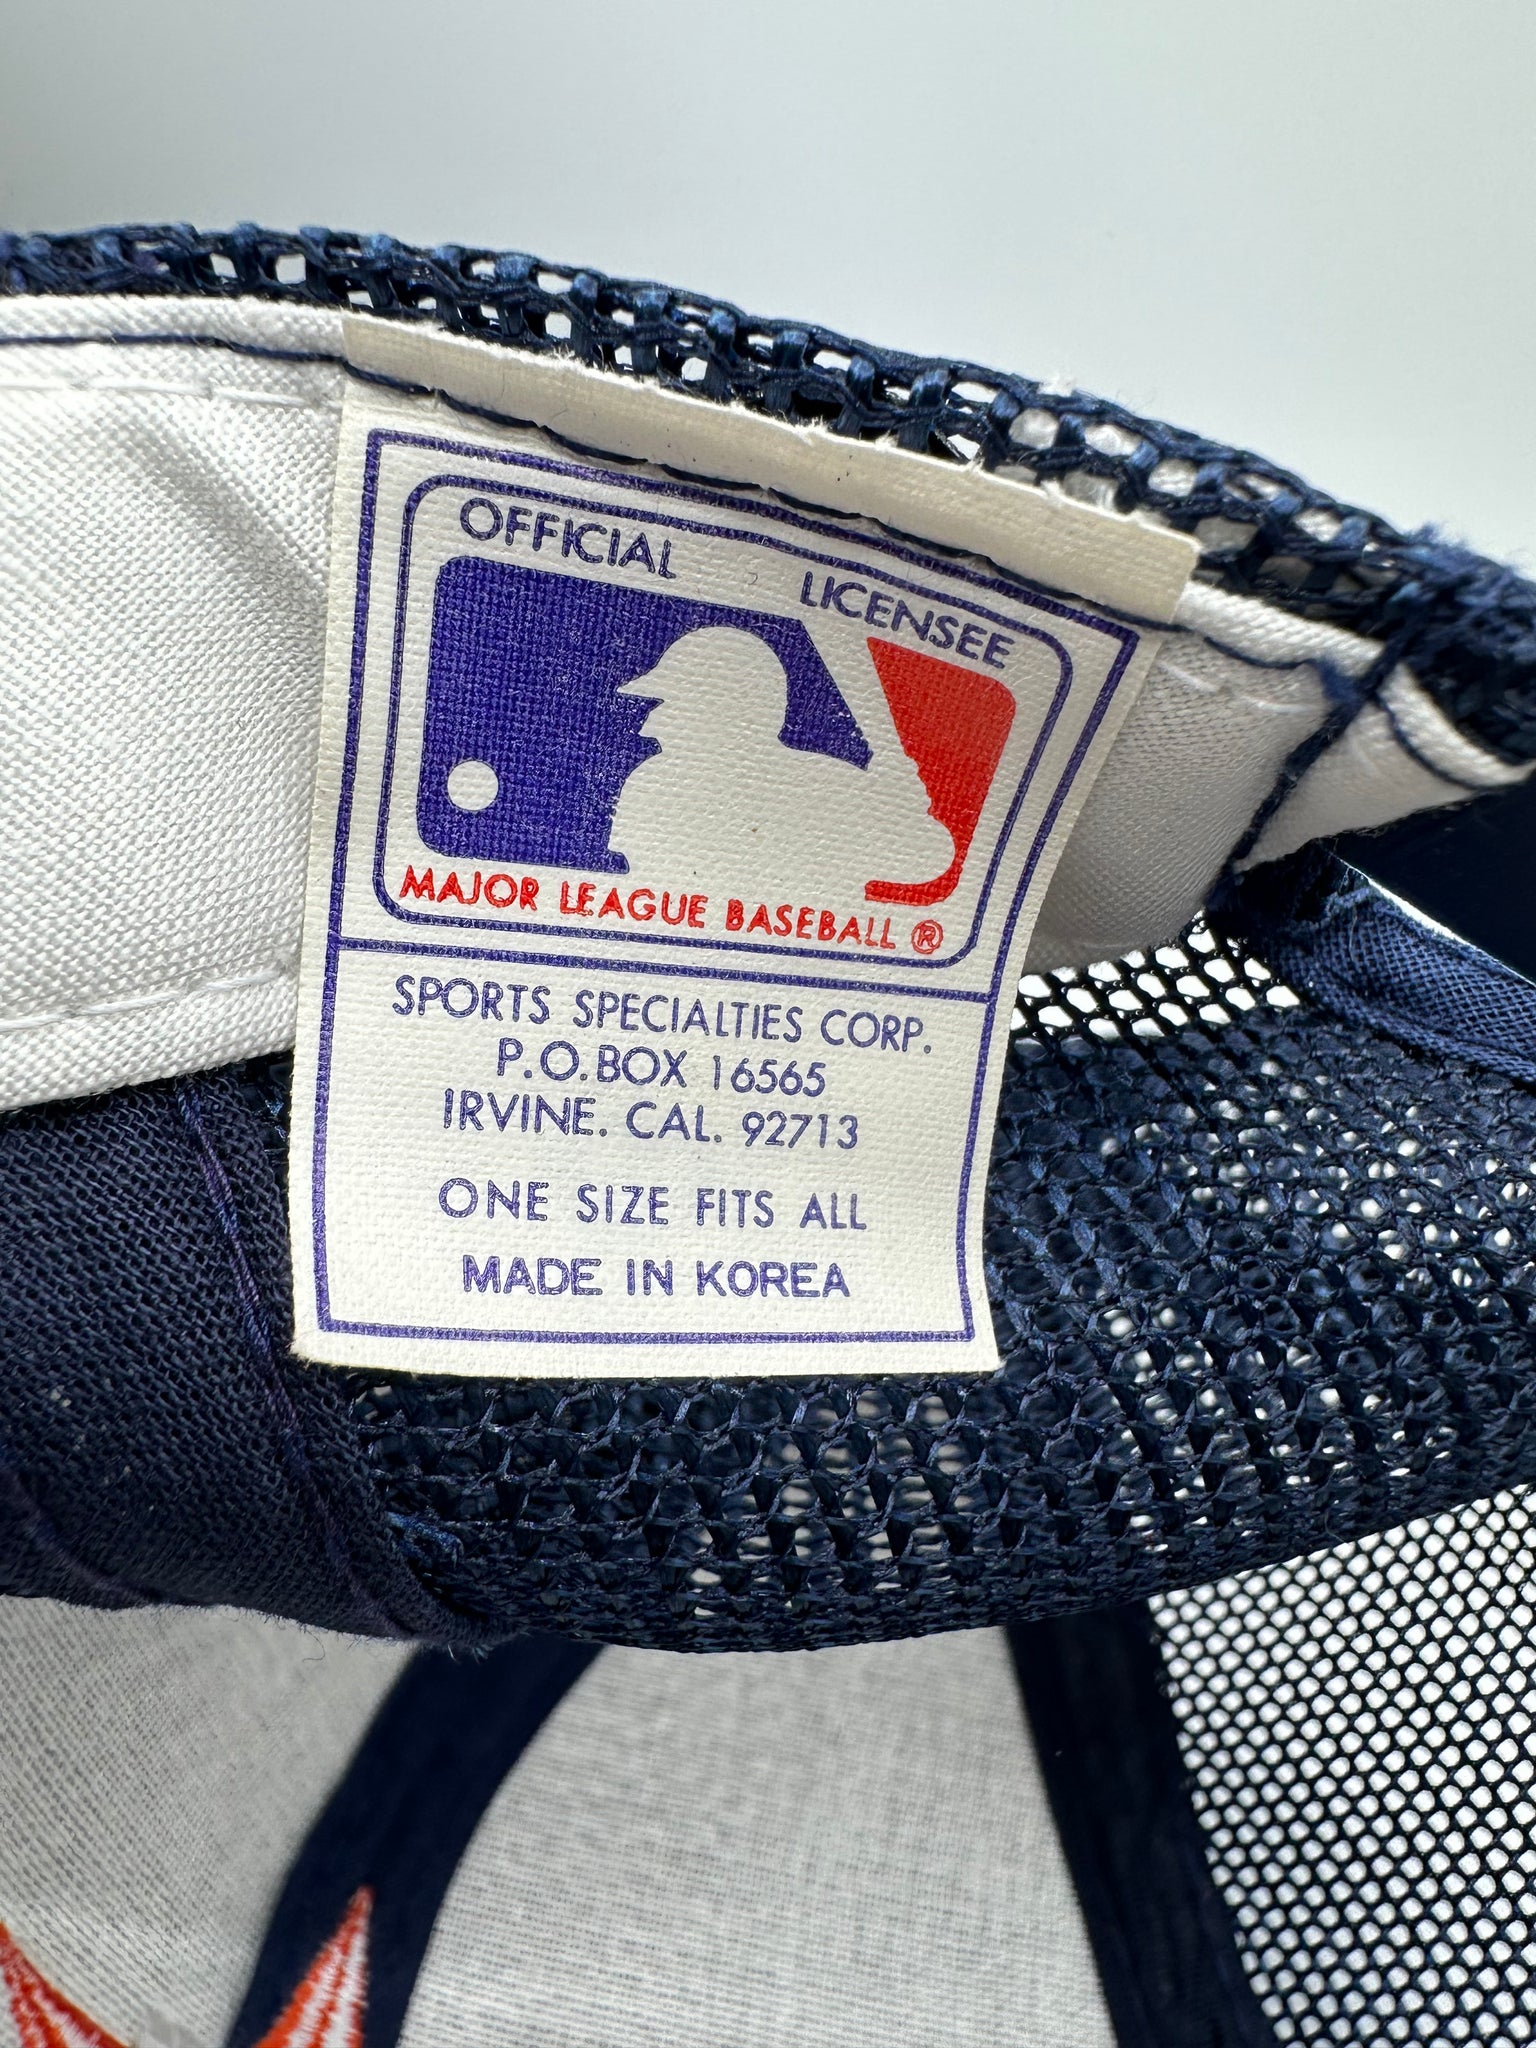 OFFICIAL LICENSEE
MAJOR LEAGUE BASEBALL ®
SPORTS SPECIALTIES CORP.
P.O. BOX 16565
IRVINE. CAL. 92713
ONE SIZE FITS ALL
MADE IN KOREA